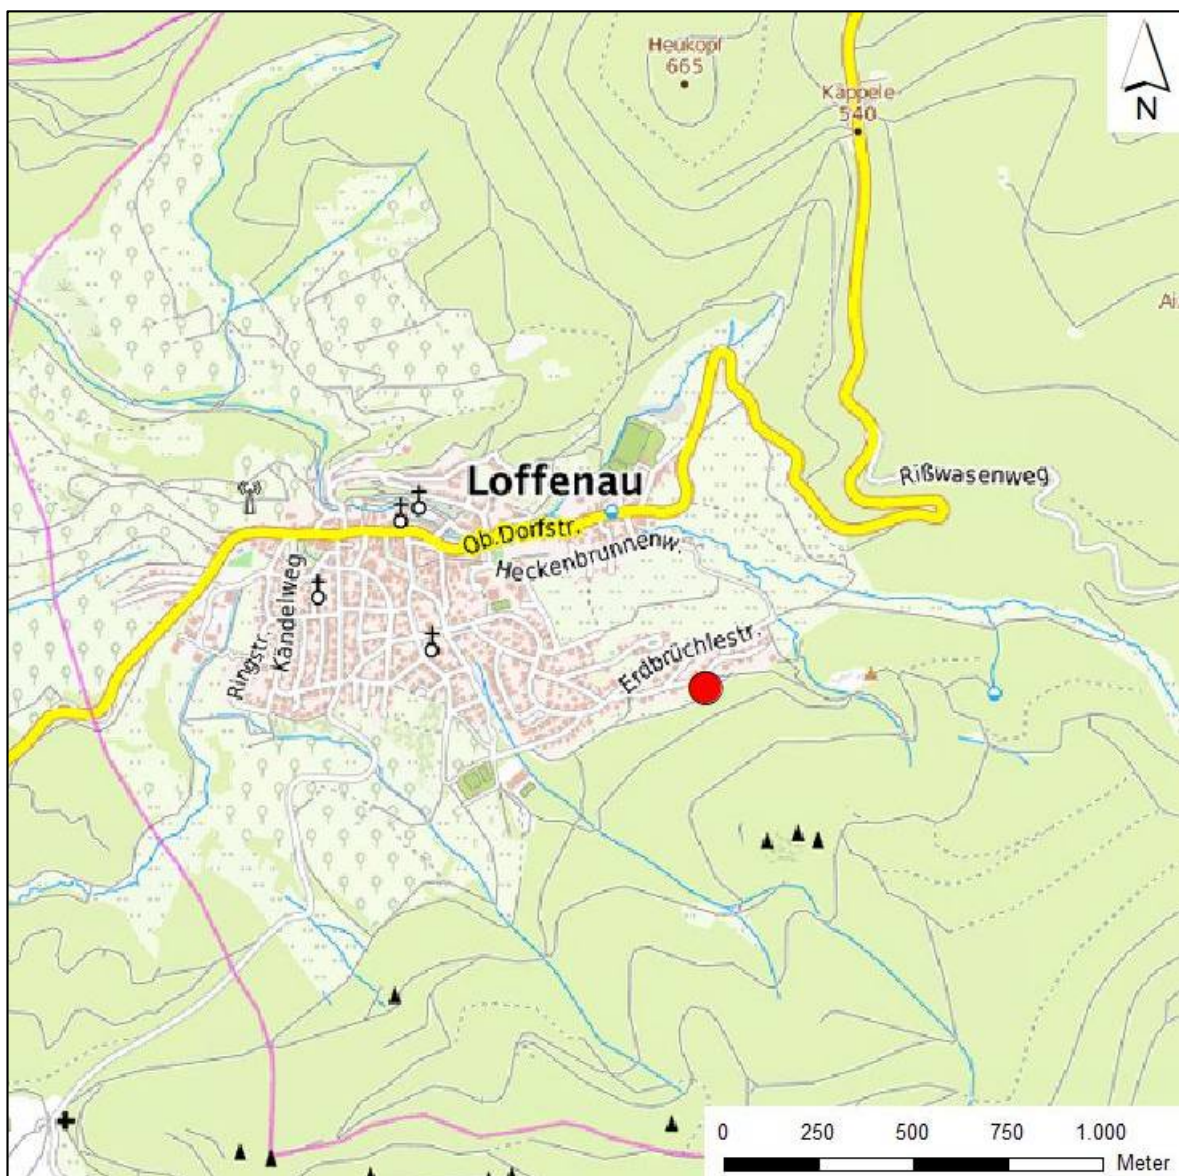 Heukopf
665
Käppele
540
N
Ai
Rißwasenweg
Loffenau
Ob.Dorfstr.
Heckenbrunnenw.
Kändelweg
Ringstr.
Erdbrüchlestr.
0 250 500 750 1.000
Meter